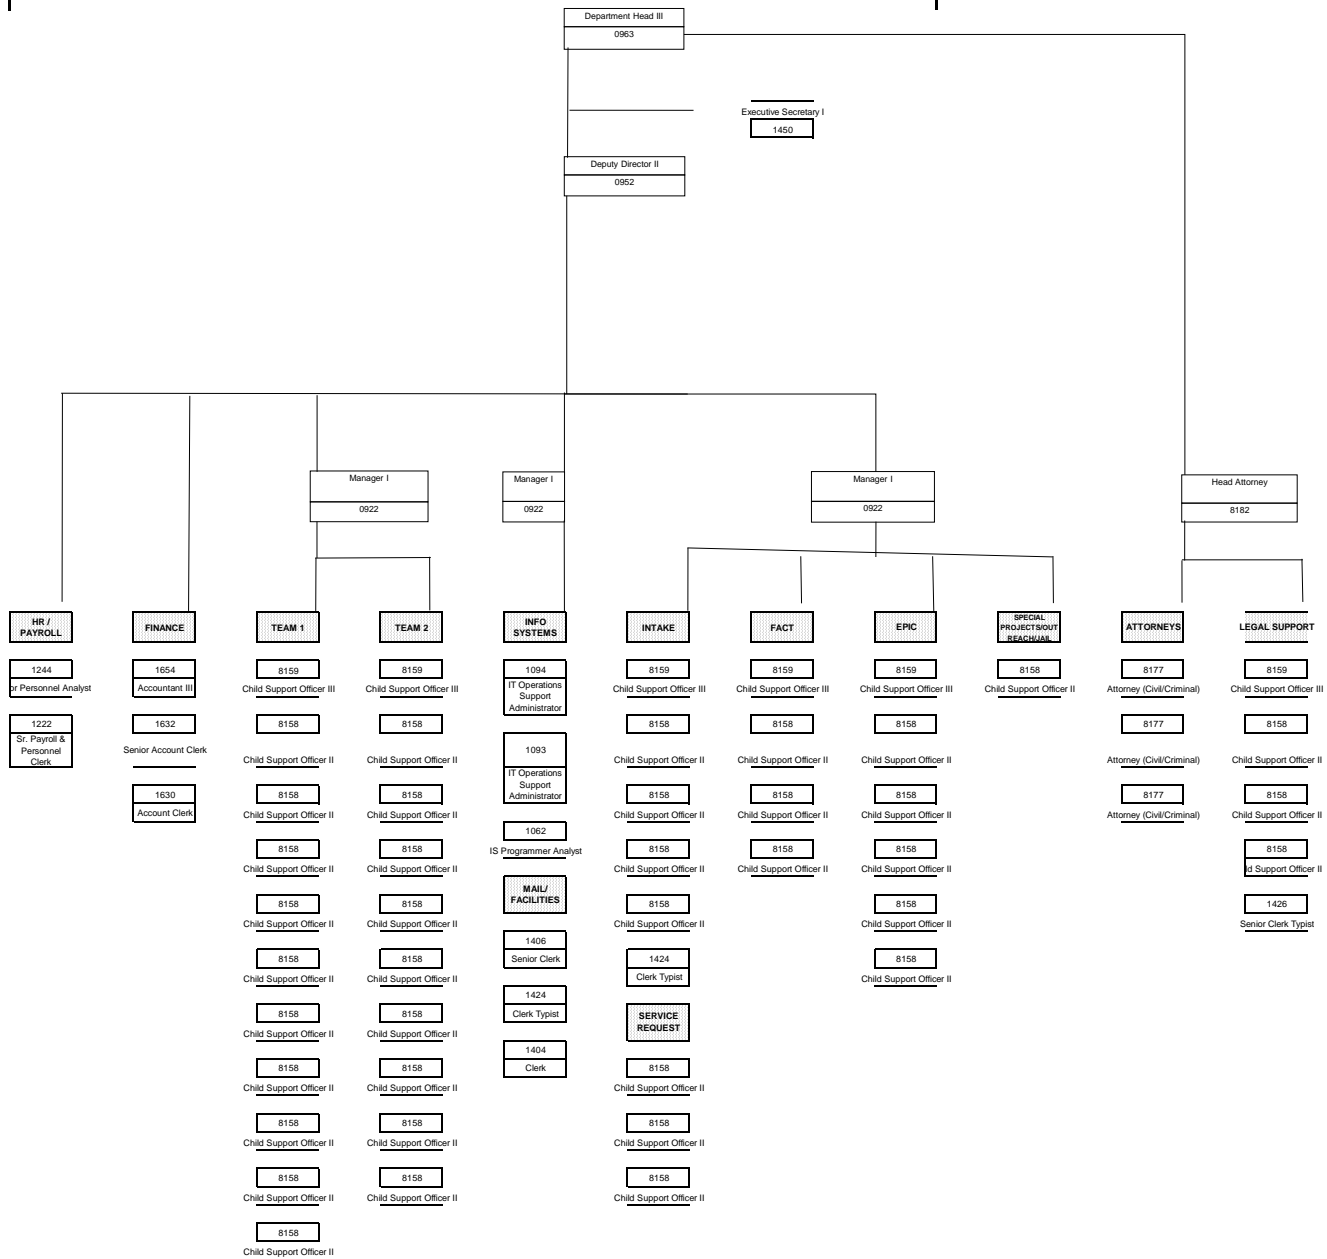 Department Head III
0963
Executive Secretary I
1450
Deputy Director II
0952
Manager I
0922
Manager I
0922
Manager I
0922
Head Attorney
8182
HR /
PAYROLL
1244
or Personnel Analyst
1222
Sr. Payroll &
Personnel
Clerk
FINANCE
1654
Accountant III
1632
Senior Account Clerk
1630
Account Clerk
TEAM 1
8159
Child Support Officer III
8158
Child Support Officer II
8158
Child Support Officer II
8158
Child Support Officer II
8158
Child Support Officer II
8158
Child Support Officer II
8158
Child Support Officer II
8158
Child Support Officer II
8158
Child Support Officer II
8158
Child Support Officer II
8158
Child Support Officer II
TEAM 2
8159
Child Support Officer III
8158
Child Support Officer II
8158
Child Support Officer II
8158
Child Support Officer II
8158
Child Support Officer II
8158
Child Support Officer II
8158
Child Support Officer II
8158
Child Support Officer II
8158
Child Support Officer II
8158
Child Support Officer II
INFO
SYSTEMS
1094
IT Operations
Support
Administrator
1093
IT Operations
Support
Administrator
1062
IS Programmer Analyst
MAIL/
FACILITIES
1406
Senior Clerk
1424
Clerk Typist
1404
Clerk
INTAKE
8159
Child Support Officer III
8158
Child Support Officer II
8158
Child Support Officer II
8158
Child Support Officer II
8158
Child Support Officer II
1424
Clerk Typist
SERVICE
REQUEST
8158
Child Support Officer II
8158
Child Support Officer II
8158
Child Support Officer II
FACT
8159
Child Support Officer III
8158
Child Support Officer II
8158
Child Support Officer II
8158
Child Support Officer II
EPIC
8159
Child Support Officer III
8158
Child Support Officer II
8158
Child Support Officer II
8158
Child Support Officer II
8158
Child Support Officer II
8158
Child Support Officer II
SPECIAL
PROJECTS/OUT
REACH/JAIL
8158
Child Support Officer II
ATTORNEYS
8177
Attorney (Civil/Criminal)
8177
Attorney (Civil/Criminal)
8177
Attorney (Civil/Criminal)
LEGAL SUPPORT
8159
Child Support Officer III
8158
Child Support Officer II
8158
Child Support Officer II
8158
ld Support Officer II
1426
Senior Clerk Typist